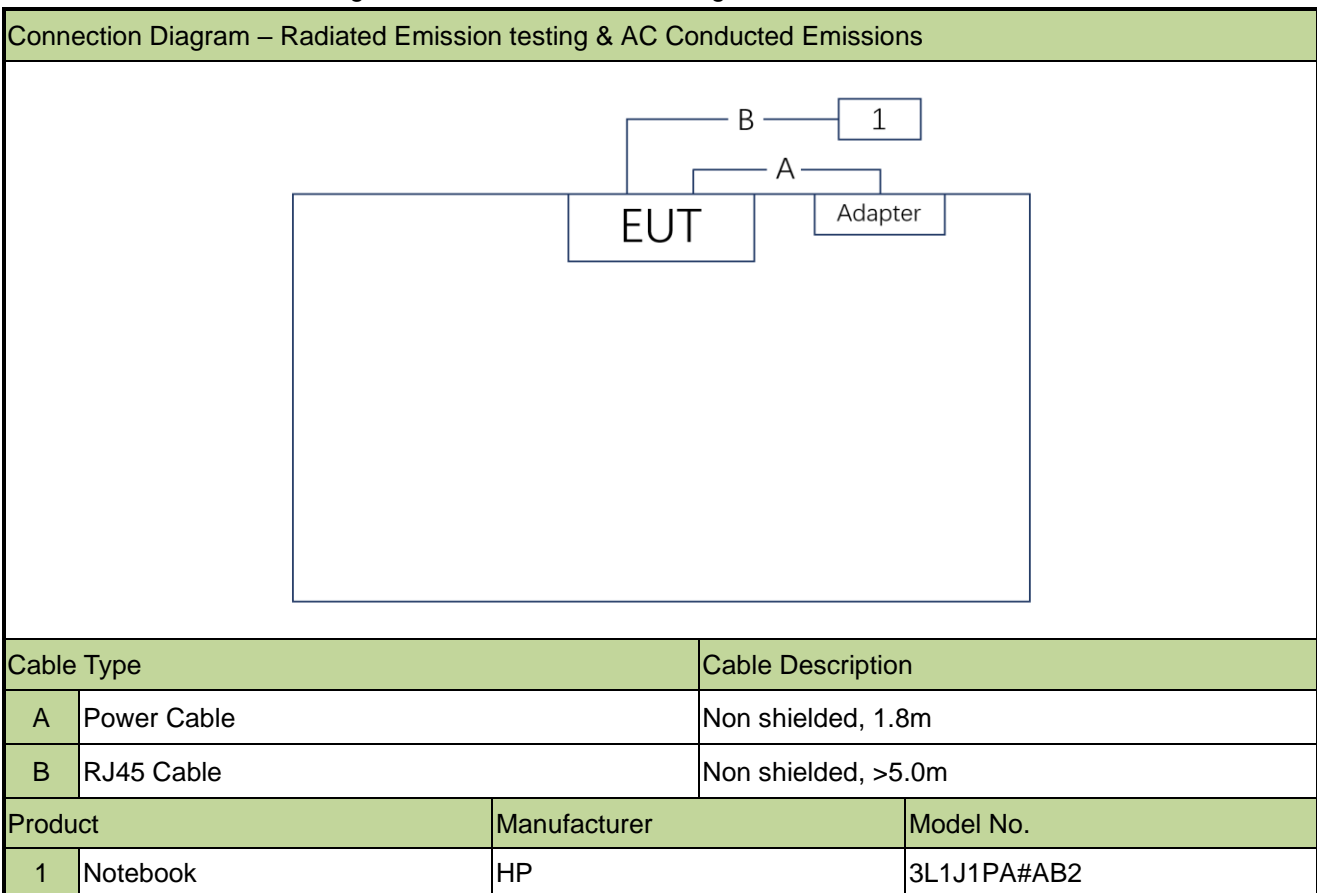 Connection Diagram – Radiated Emission testing & AC Conducted Emissions
B
1
A
EUT
Adapter
Cable Type Cable Description
A Power Cable Non shielded, 1.8m
B RJ45 Cable Non shielded, >5.0m
Product Manufacturer Model No.
1 Notebook HP 3L1J1PA#AB2